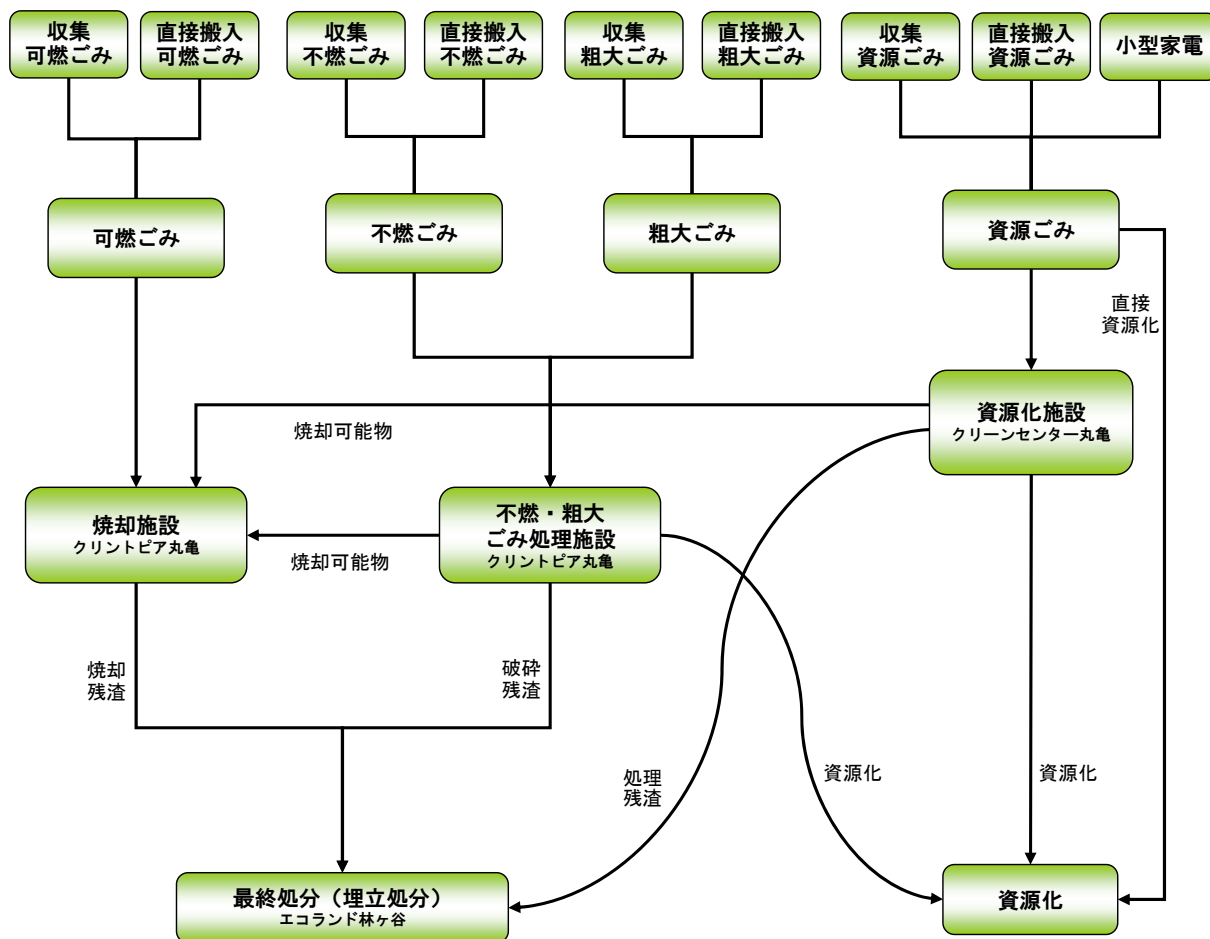 収集
可燃ごみ
直接搬入
可燃ごみ
収集
不燃ごみ
直接搬入
不燃ごみ
収集
粗大ごみ
直接搬入
粗大ごみ
収集
資源ごみ
直接搬入
資源ごみ
小型家電
可燃ごみ
不燃ごみ
粗大ごみ
資源ごみ
直接
資源化
資源化施設
クリーンセンター丸亀
焼却可能物
焼却施設
クリントピア丸亀
不燃・粗大
ごみ処理施設
クリントピア丸亀
焼却可能物
焼却
残渣
破砕
残渣
処理
残渣
資源化
資源化
最終処分（埋立処分）
エコランド林ヶ谷
資源化